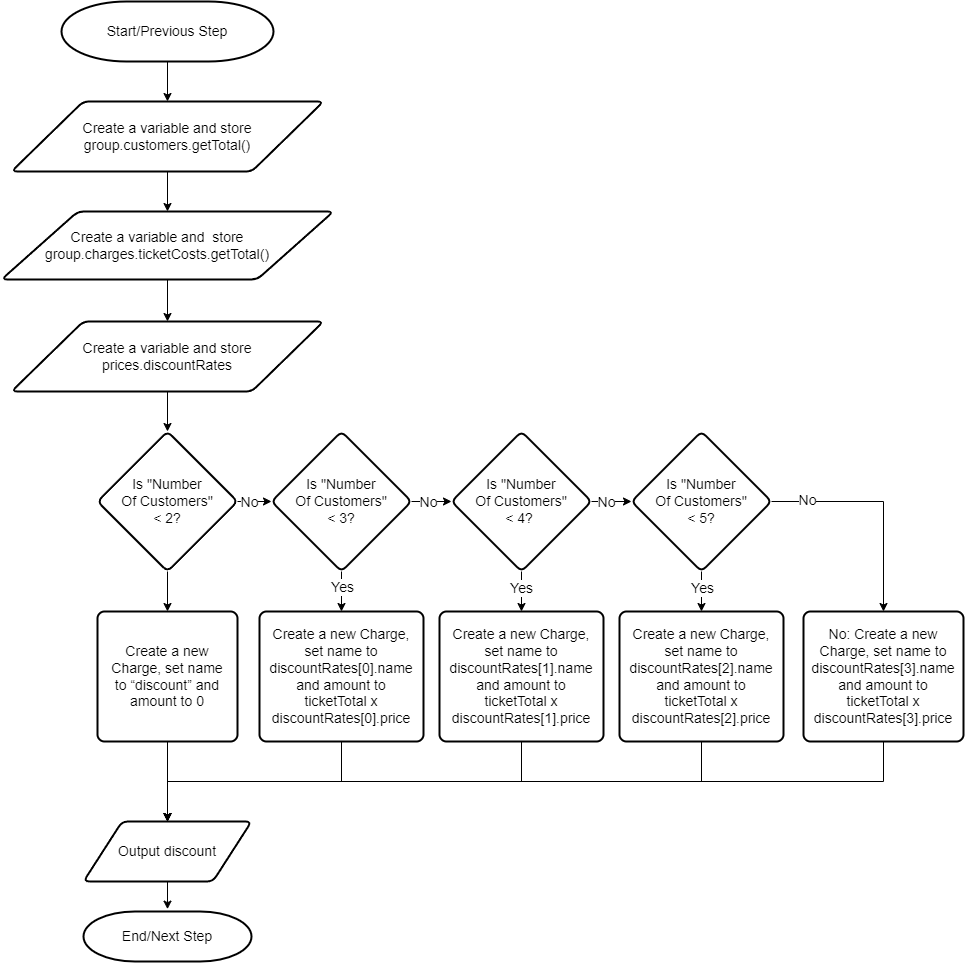 Start/Previous Step
Create a variable and store
group.customers.getTotal()
Create a variable and  store
group.charges.ticketCosts.getTotal()
Create a variable and store
prices.discountRates
Is "Number
Of Customers"
< 2?
No
Is "Number
Of Customers"
< 3?
No
Is "Number
Of Customers"
< 4?
No
Is "Number
Of Customers"
< 5?
No
Yes
Yes
Yes
Create a new
Charge, set name
to “discount” and
amount to 0
Create a new Charge,
set name to
discountRates[0].name
and amount to
ticketTotal x
discountRates[0].price
Create a new Charge,
set name to
discountRates[1].name
and amount to
ticketTotal x
discountRates[1].price
Create a new Charge,
set name to
discountRates[2].name
and amount to
ticketTotal x
discountRates[2].price
No: Create a new
Charge, set name to
discountRates[3].name
and amount to
ticketTotal x
discountRates[3].price
Output discount
End/Next Step